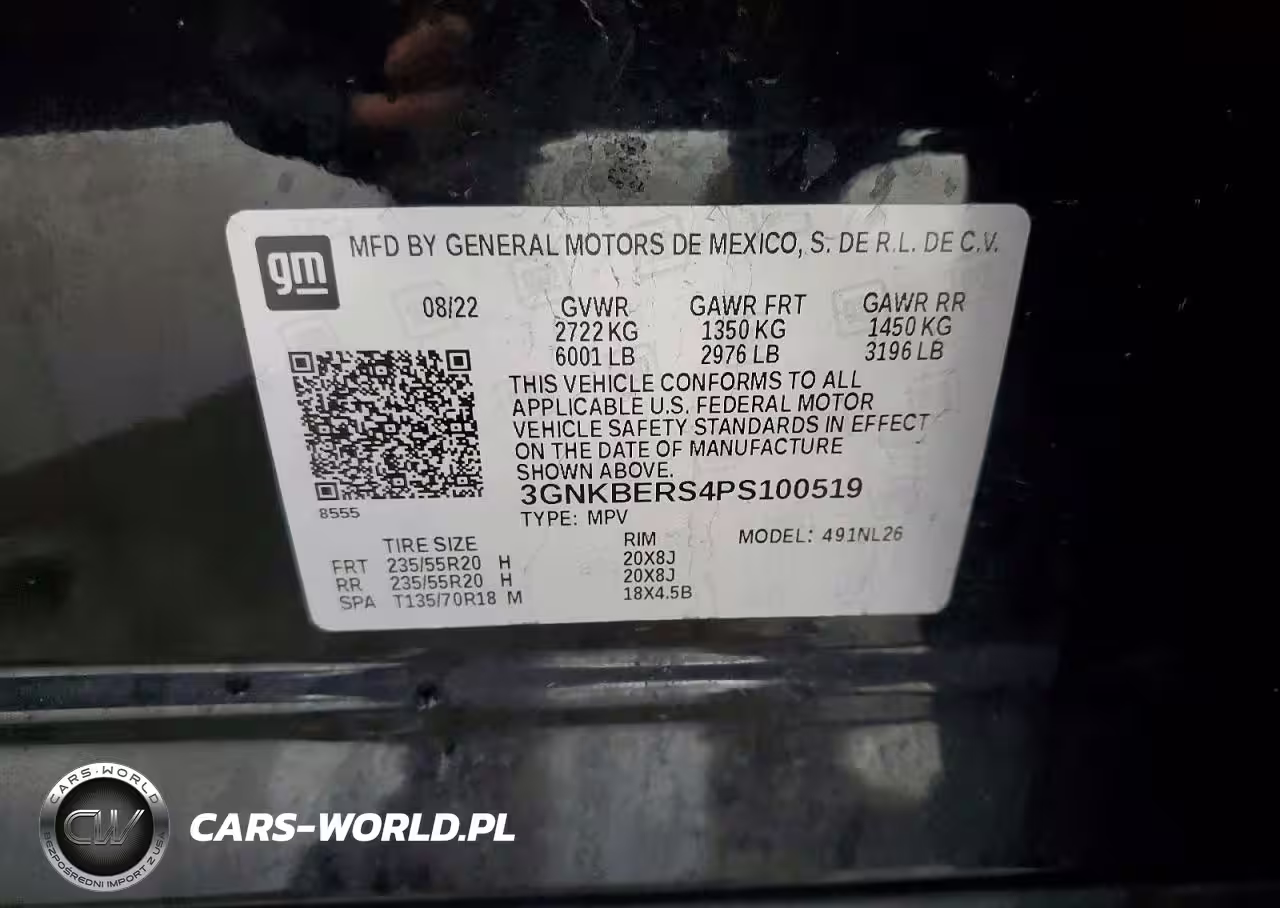 gm
MFD BY GENERAL MOTORS DE MEXICO, S. DE R.L. DE C.V.
08/22 GVWR GAWR FRT GAWR RR
2722 KG 1350 KG 1450 KG
6001 LB 2976 LB 3196 LB
THIS VEHICLE CONFORMS TO ALL
APPLICABLE U.S. FEDERAL MOTOR
VEHICLE SAFETY STANDARDS IN EFFECT
ON THE DATE OF MANUFACTURE
SHOWN ABOVE.
3GNKBERS4PS100519
8555
TYPE: MPV
TIRE SIZE RIM MODEL: 491NL26
FRT 235/55R20 H 20X8J
RR 235/55R20 H 20X8J
SPA T135/70R18 M 18X4.5B
CARS-WORLD
CW
BEZPOŚREDNI IMPORT Z USA
CARS-WORLD.PL